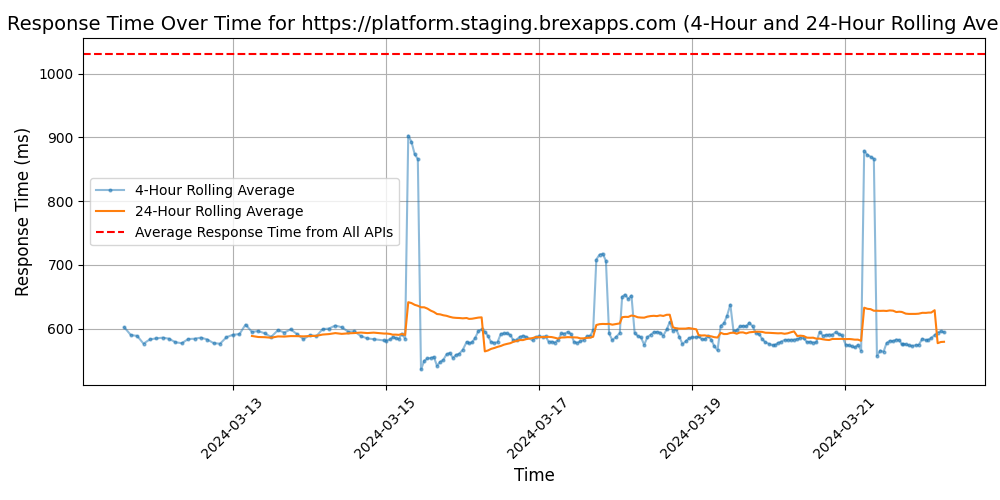 Response Time Over Time for https://platform.staging.brexapps.com (4-Hour and 24-Hour Rolling Ave
Response Time (ms)
1000
900
800
700
600
4-Hour Rolling Average
24-Hour Rolling Average
Average Response Time from All APIs
2024-03-13
2024-03-15
2024-03-17
2024-03-19
2024-03-21
Time